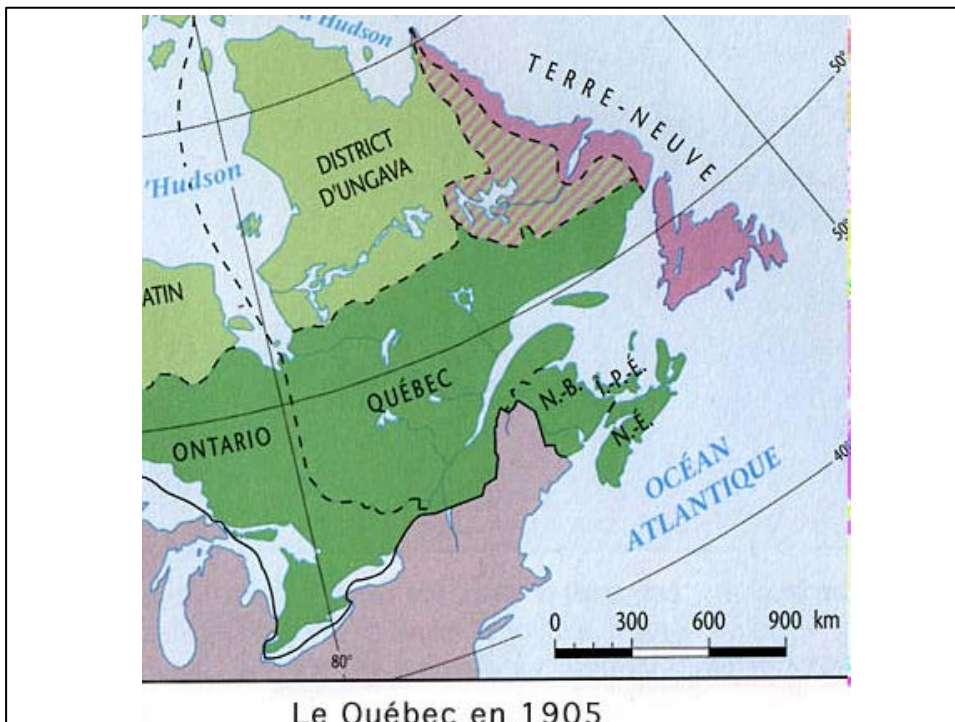 d'Hudson
TERRE-NEUVE
50°
DISTRICT
D'UNGAVA
d'Hudson
50°
ATIN
QUÉBEC
N.-B.
Î.-P.-É.
N.-É.
ONTARIO
40°
OCÉAN
ATLANTIQUE
0 300 600 900 km
80°
Le Québec en 1905